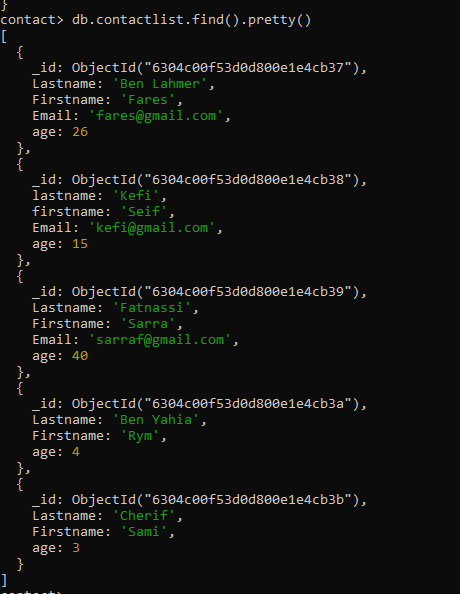 }
contact> db.contactlist.find().pretty()
[
  {
    _id: ObjectId("6304c00f53d0d800e1e4cb37"),
    Lastname: 'Ben Lahmer',
    Firstname: 'Fares',
    Email: 'fares@gmail.com',
    age: 26
  },
  {
    _id: ObjectId("6304c00f53d0d800e1e4cb38"),
    lastname: 'Kefi',
    firstname: 'Seif',
    Email: 'kefi@gmail.com',
    age: 15
  },
  {
    _id: ObjectId("6304c00f53d0d800e1e4cb39"),
    Lastname: 'Fatnassi',
    Firstname: 'Sarra',
    Email: 'sarraf@gmail.com',
    age: 40
  },
  {
    _id: ObjectId("6304c00f53d0d800e1e4cb3a"),
    Lastname: 'Ben Yahia',
    Firstname: 'Rym',
    age: 4
  },
  {
    _id: ObjectId("6304c00f53d0d800e1e4cb3b"),
    Lastname: 'Cherif',
    Firstname: 'Sami',
    age: 3
  }
]
contact>